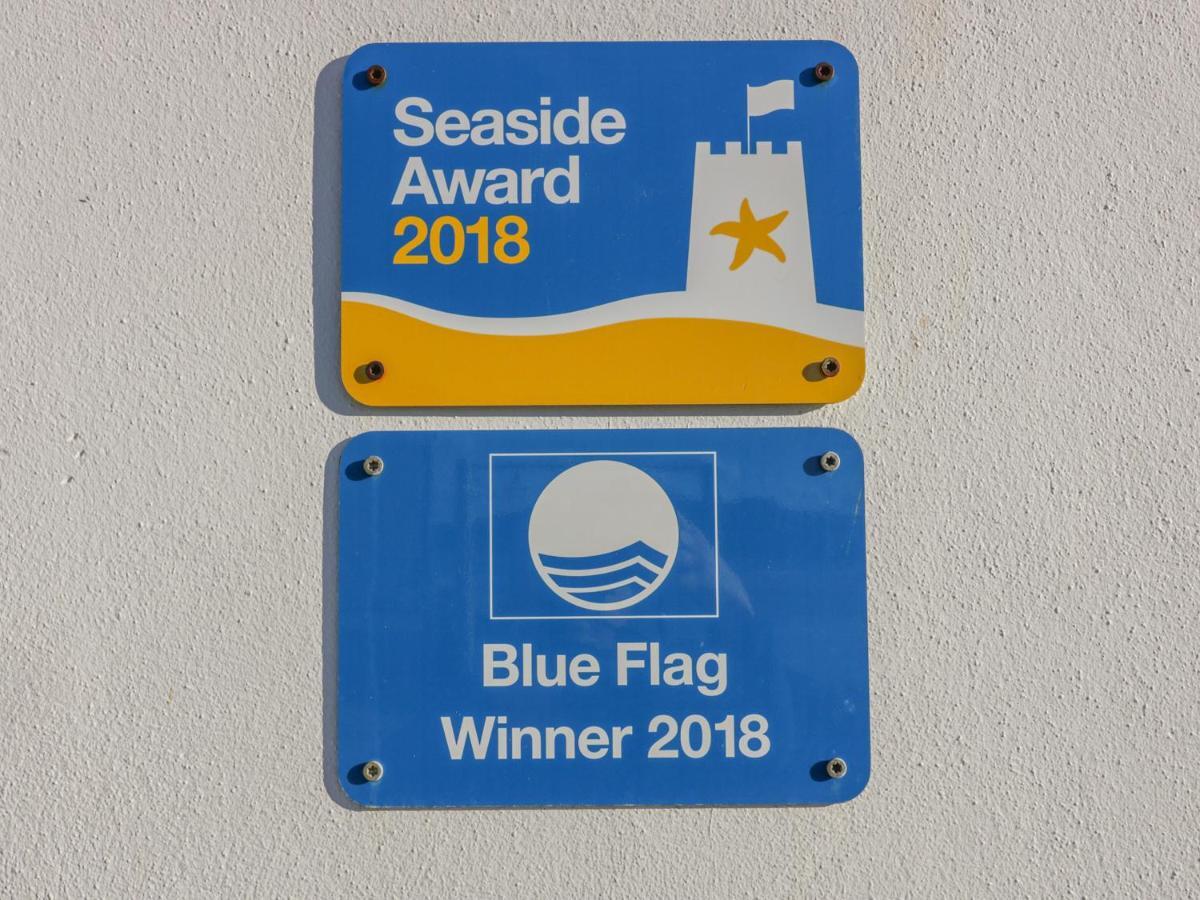 Seaside
Award
2018
Blue Flag
Winner 2018